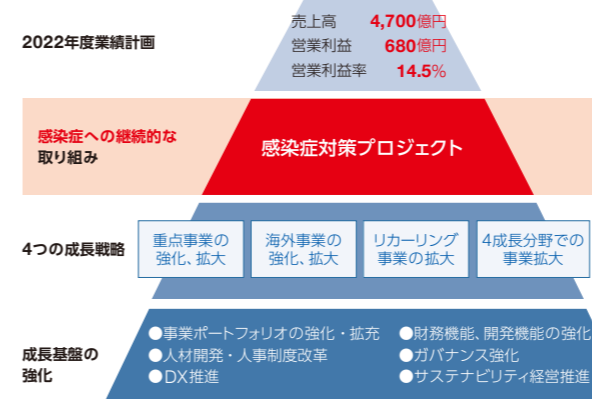 2022年度業績計画
売上高 4,700億円
営業利益 680億円
営業利益率 14.5%
感染症への継続的な
取り組み
感染症対策プロジェクト
4つの成長戦略
重点事業の
強化、拡大
海外事業の
強化、拡大
リカーリング
事業の拡大
4成長分野での
事業拡大
成長基盤の
強化
●事業ポートフォリオの強化・拡充
●人材開発・人事制度改革
●DX推進
●財務機能、開発機能の強化
●ガバナンス強化
●サステナビリティ経営推進